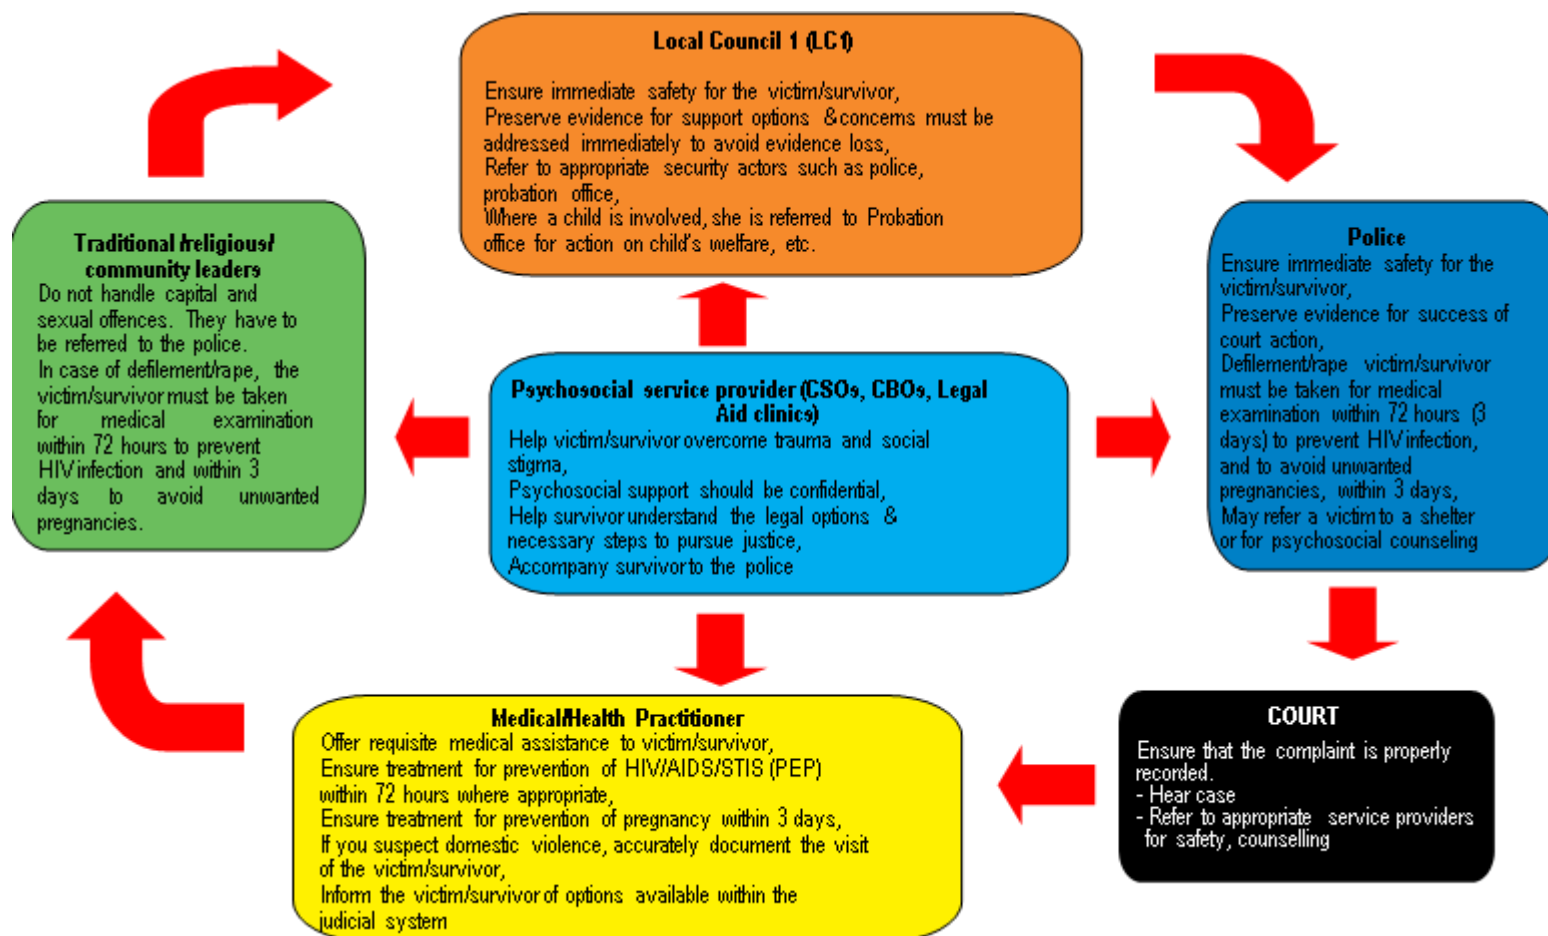 Local Council 1 (LC1)
Ensure immediate safety for the victim/survivor,
Preserve evidence for support options & concerns must be
addressed immediately to avoid evidence loss,
Refer to appropriate security actors such as police,
probation office,
Where a child is involved, she is referred to Probation
office for action on child's welfare, etc.
Traditional /religious/
community leaders
Do not handle capital and
sexual offences. They have to
be referred to the police.
In case of defilement/rape, the
victim/survivor must be taken
for medical examination
within 72 hours to prevent
HIV infection and within 3
days to avoid unwanted
pregnancies.
Psychosocial service provider (CSOs, CBOs, Legal
Aid clinics)
Help victim/survivor overcome trauma and social
stigma,
Psychosocial support should be confidential,
Help survivor understand the legal options &
necessary steps to pursue justice,
Accompany survivor to the police
Police
Ensure immediate safety for the
victim/survivor,
Preserve evidence for success of
court action,
Defilement/rape victim/survivor
must be taken for medical
examination within 72 hours (3
days) to prevent HIV infection,
and to avoid unwanted
pregnancies, within 3 days,
May refer a victim to a shelter
or for psychosocial counseling
Medical/Health Practitioner
Offer requisite medical assistance to victim/survivor,
Ensure treatment for prevention of HIV/AIDS/STIS (PEP)
within 72 hours where appropriate,
Ensure treatment for prevention of pregnancy within 3 days,
If you suspect domestic violence, accurately document the visit
of the victim/survivor,
Inform the victim/survivor of options available within the
judicial system
COURT
Ensure that the complaint is properly
recorded.
- Hear case
- Refer to appropriate service providers
for safety, counselling